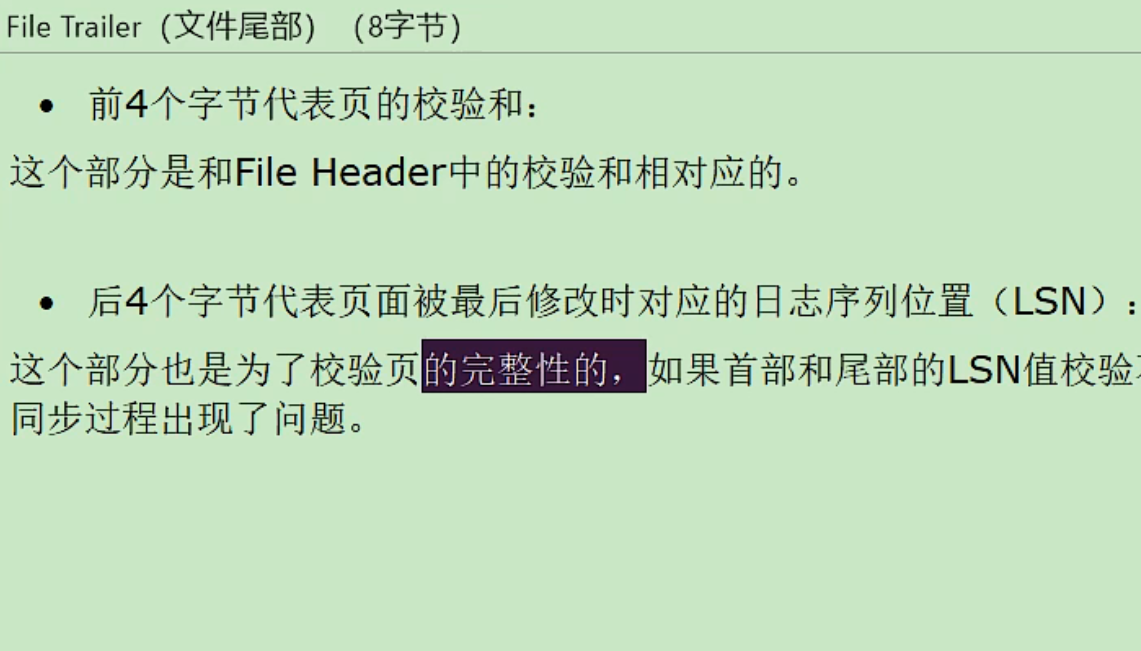 File Trailer（文件尾部）（8字节）
• 前4个字节代表页的校验和：
这个部分是和File Header中的校验和相对应的。
• 后4个字节代表页面被最后修改时对应的日志序列位置（LSN）：
这个部分也是为了校验页的完整性的，如果首部和尾部的LSN值校验
同步过程出现了问题。